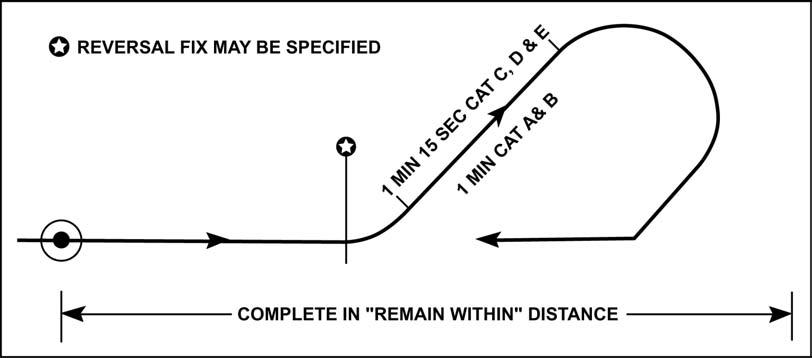 REVERSAL FIX MAY BE SPECIFIED
1 MIN 15 SEC CAT C, D & E
1 MIN CAT A& B
COMPLETE IN "REMAIN WITHIN" DISTANCE